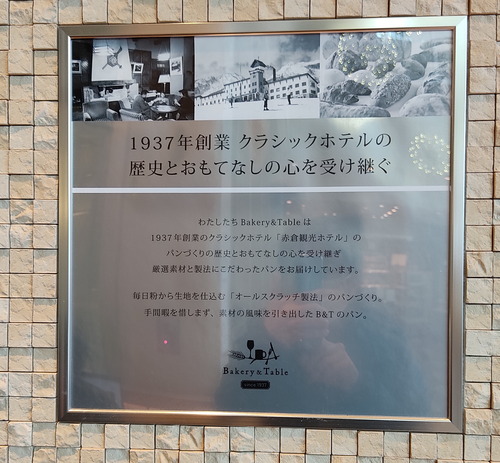 1937年創業 クラシックホテルの
歴史とおもてなしの心を受け継ぐ
わたしたち Bakery&Table は
1937年創業のクラシックホテル「赤倉観光ホテル」の
パンづくりの歴史とおもてなしの心を受け継ぎ
厳選素材と製法にこだわったパンをお届けしています。
毎日粉から生地を仕込む「オールスクラッチ製法」のパンづくり。
手間暇を惜しまず、素材の風味を引き出した B&T のパン。
Bakery&Table
since 1937